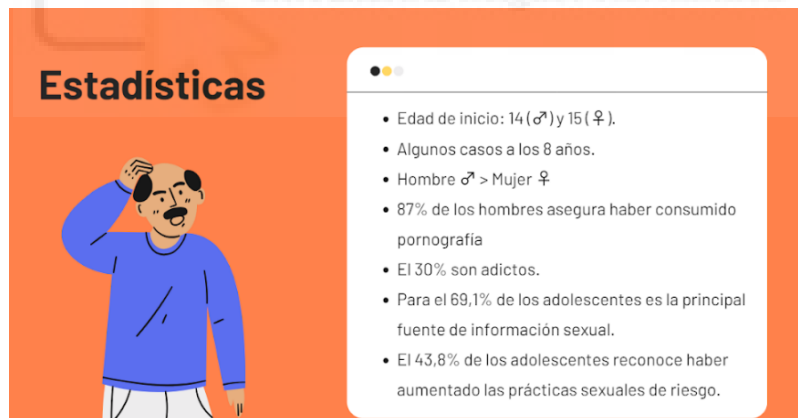 Estadísticas
• Edad de inicio: 14 (♂) y 15 (♀).
• Algunos casos a los 8 años.
• Hombre ♂ > Mujer ♀
• 87% de los hombres asegura haber consumido
pornografía
• El 30% son adictos.
• Para el 69,1% de los adolescentes es la principal
fuente de información sexual.
• El 43,8% de los adolescentes reconoce haber
aumentado las prácticas sexuales de riesgo.